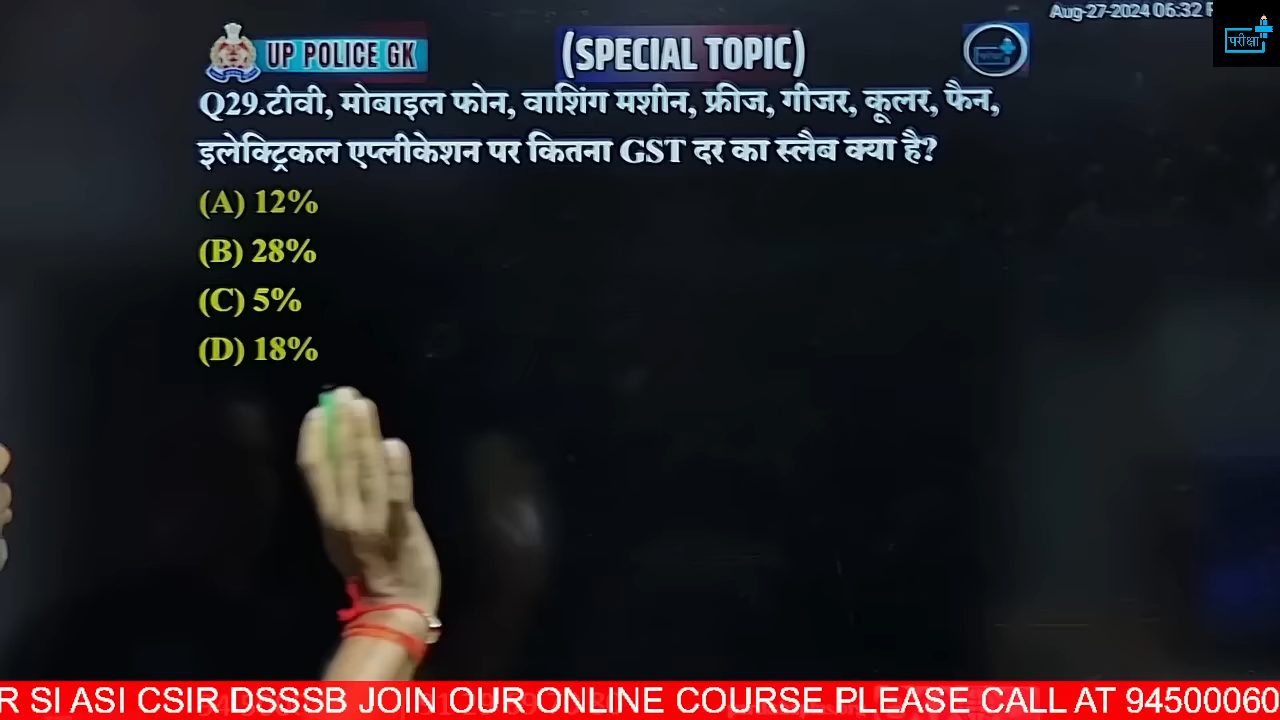 Aug-27-2024 06:32
परीक्षा
UP POLICE GK
(SPECIAL TOPIC)
Q29.टीवी, मोबाइल फोन, वाशिंग मशीन, फ्रीज, गीजर, कूलर, फैन,
इलेक्ट्रिकल एप्लीकेशन पर कितना GST दर का स्लैब क्या है?
(A) 12%
(B) 28%
(C) 5%
(D) 18%
R SI ASI CSIR DSSSB JOIN OUR ONLINE COURSE PLEASE CALL AT 94500060